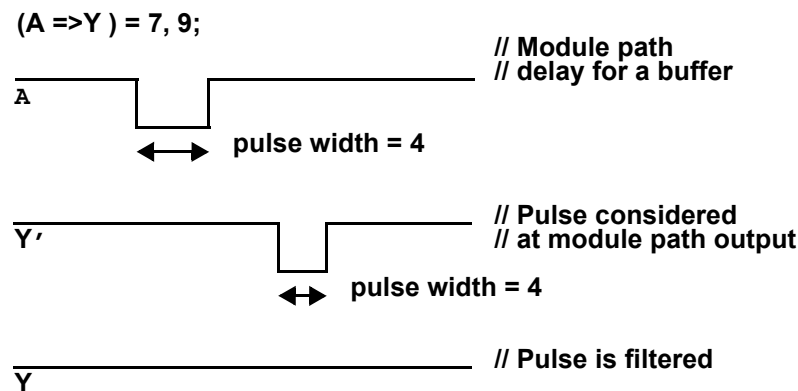 (A =>Y ) = 7, 9;
// Module path
// delay for a buffer
A
pulse width = 4
// Pulse considered
// at module path output
Y'
pulse width = 4
// Pulse is filtered
Y